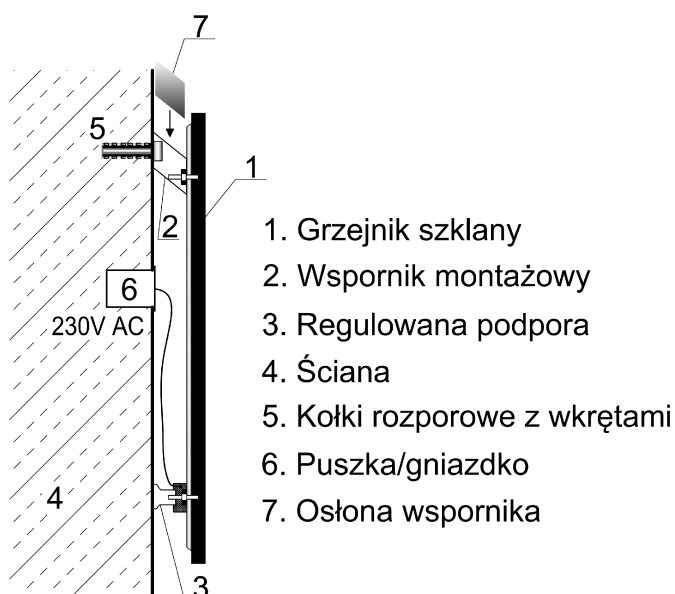 7
5
1
2
6
230V AC
4
3
1. Grzejnik szklany
2. Wspornik montażowy
3. Regulowana podpora
4. Ściana
5. Kołki rozporowe z wkrętami
6. Puszka/gniazdko
7. Osłona wspornika